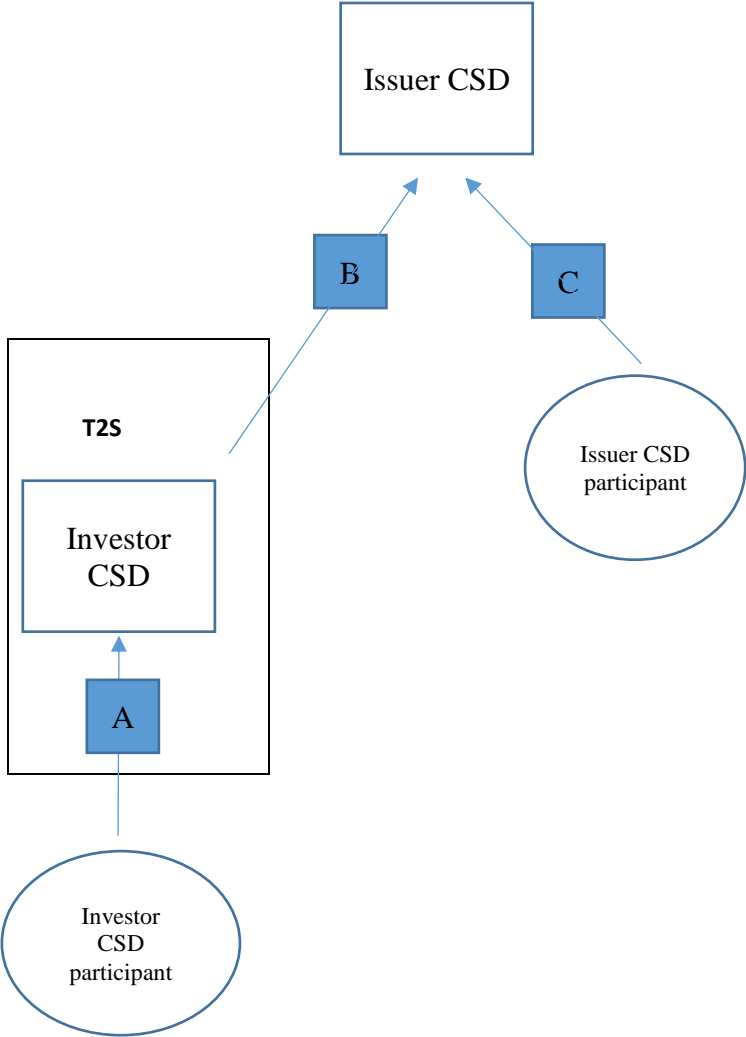 Issuer CSD
B
C
T2S
Issuer CSD
participant
Investor
CSD
A
Investor
CSD
participant